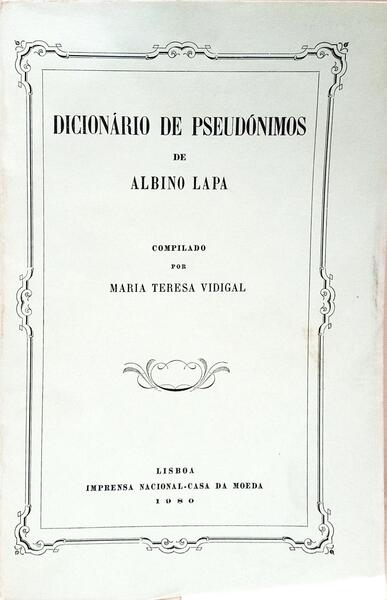 DICIONÁRIO DE PSEUDÓNIMOS
DE
ALBINO LAPA
COMPILADO
POR
MARIA TERESA VIDIGAL
LISBOA
IMPRENSA NACIONAL-CASA DA MOEDA
1980